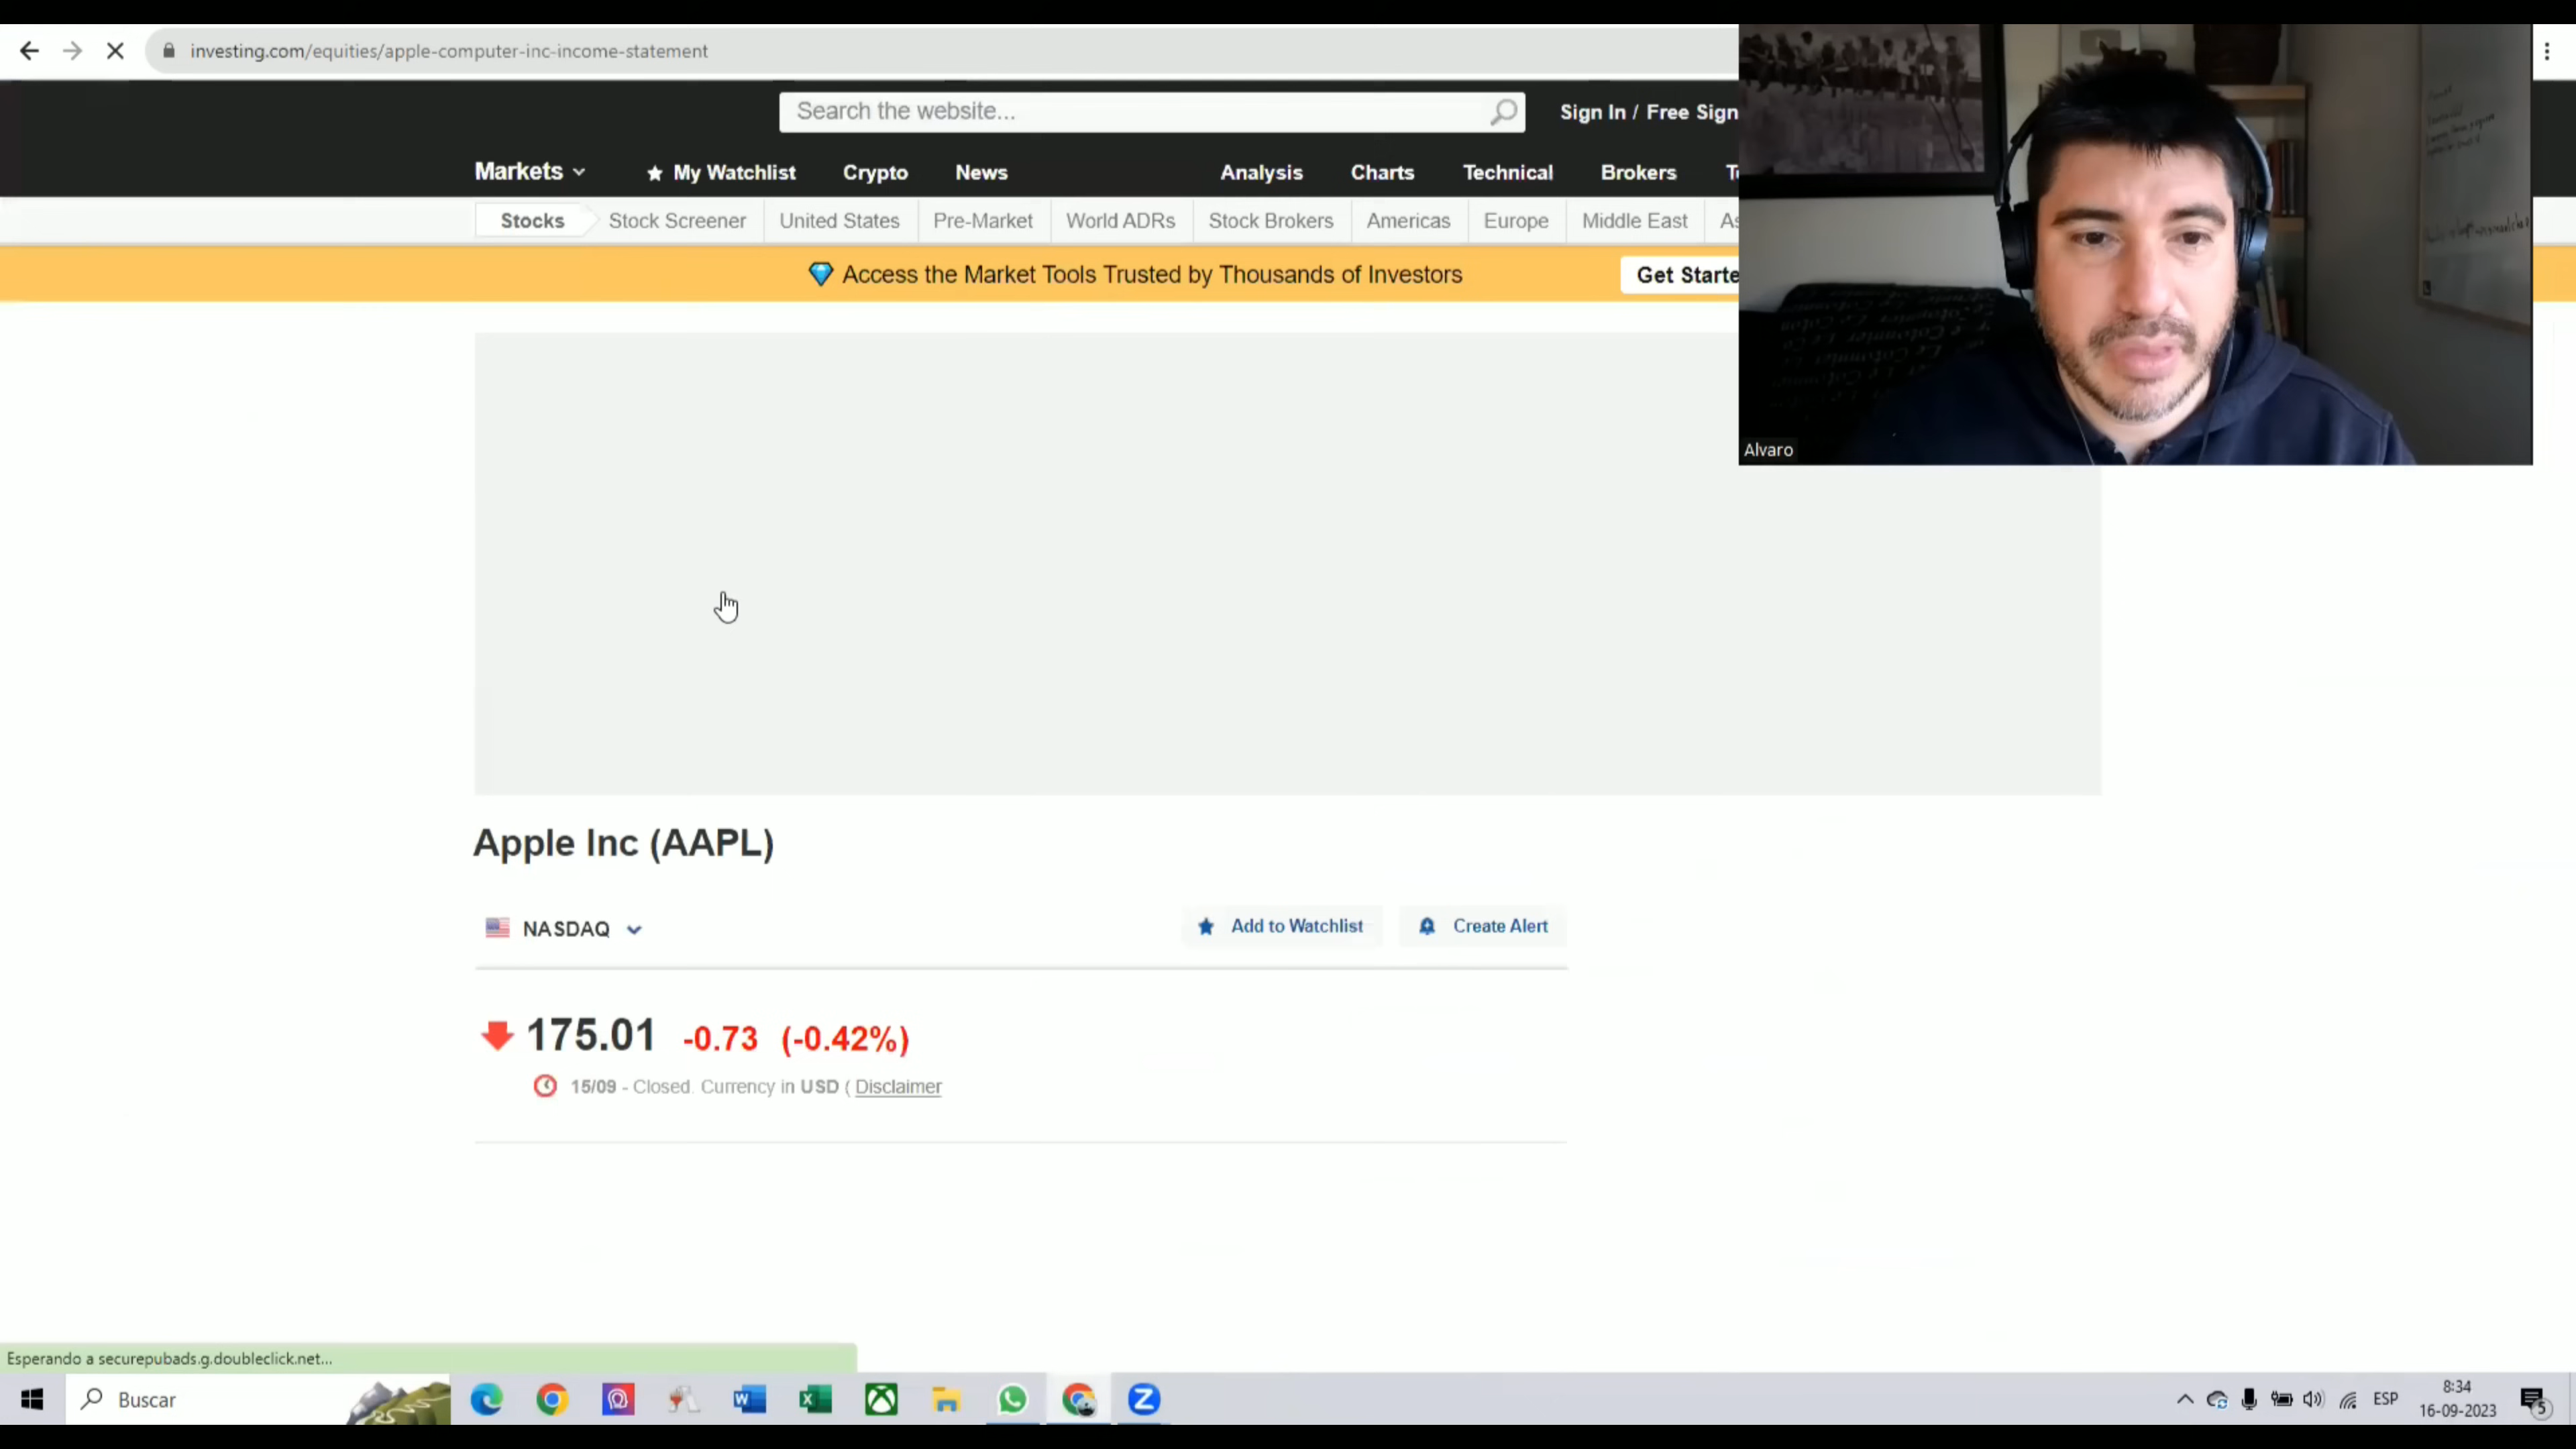 investing.com/equities/apple-computer-inc-income-statement
Search the website...
Sign In / Free Sign
Markets
My Watchlist
Crypto
News
Analysis
Charts
Technical
Brokers
Stocks
Stock Screener
United States
Pre-Market
World ADRs
Stock Brokers
Americas
Europe
Middle East
Access the Market Tools Trusted by Thousands of Investors
Get Starte
Alvaro
Apple Inc (AAPL)
NASDAQ
Add to Watchlist
Create Alert
175.01 -0.73 (-0.42%)
15/09 - Closed. Currency in USD ( Disclaimer
Esperando a securepubads.g.doubleclick.net...
Buscar
ESP
8:34
16-09-2023
5